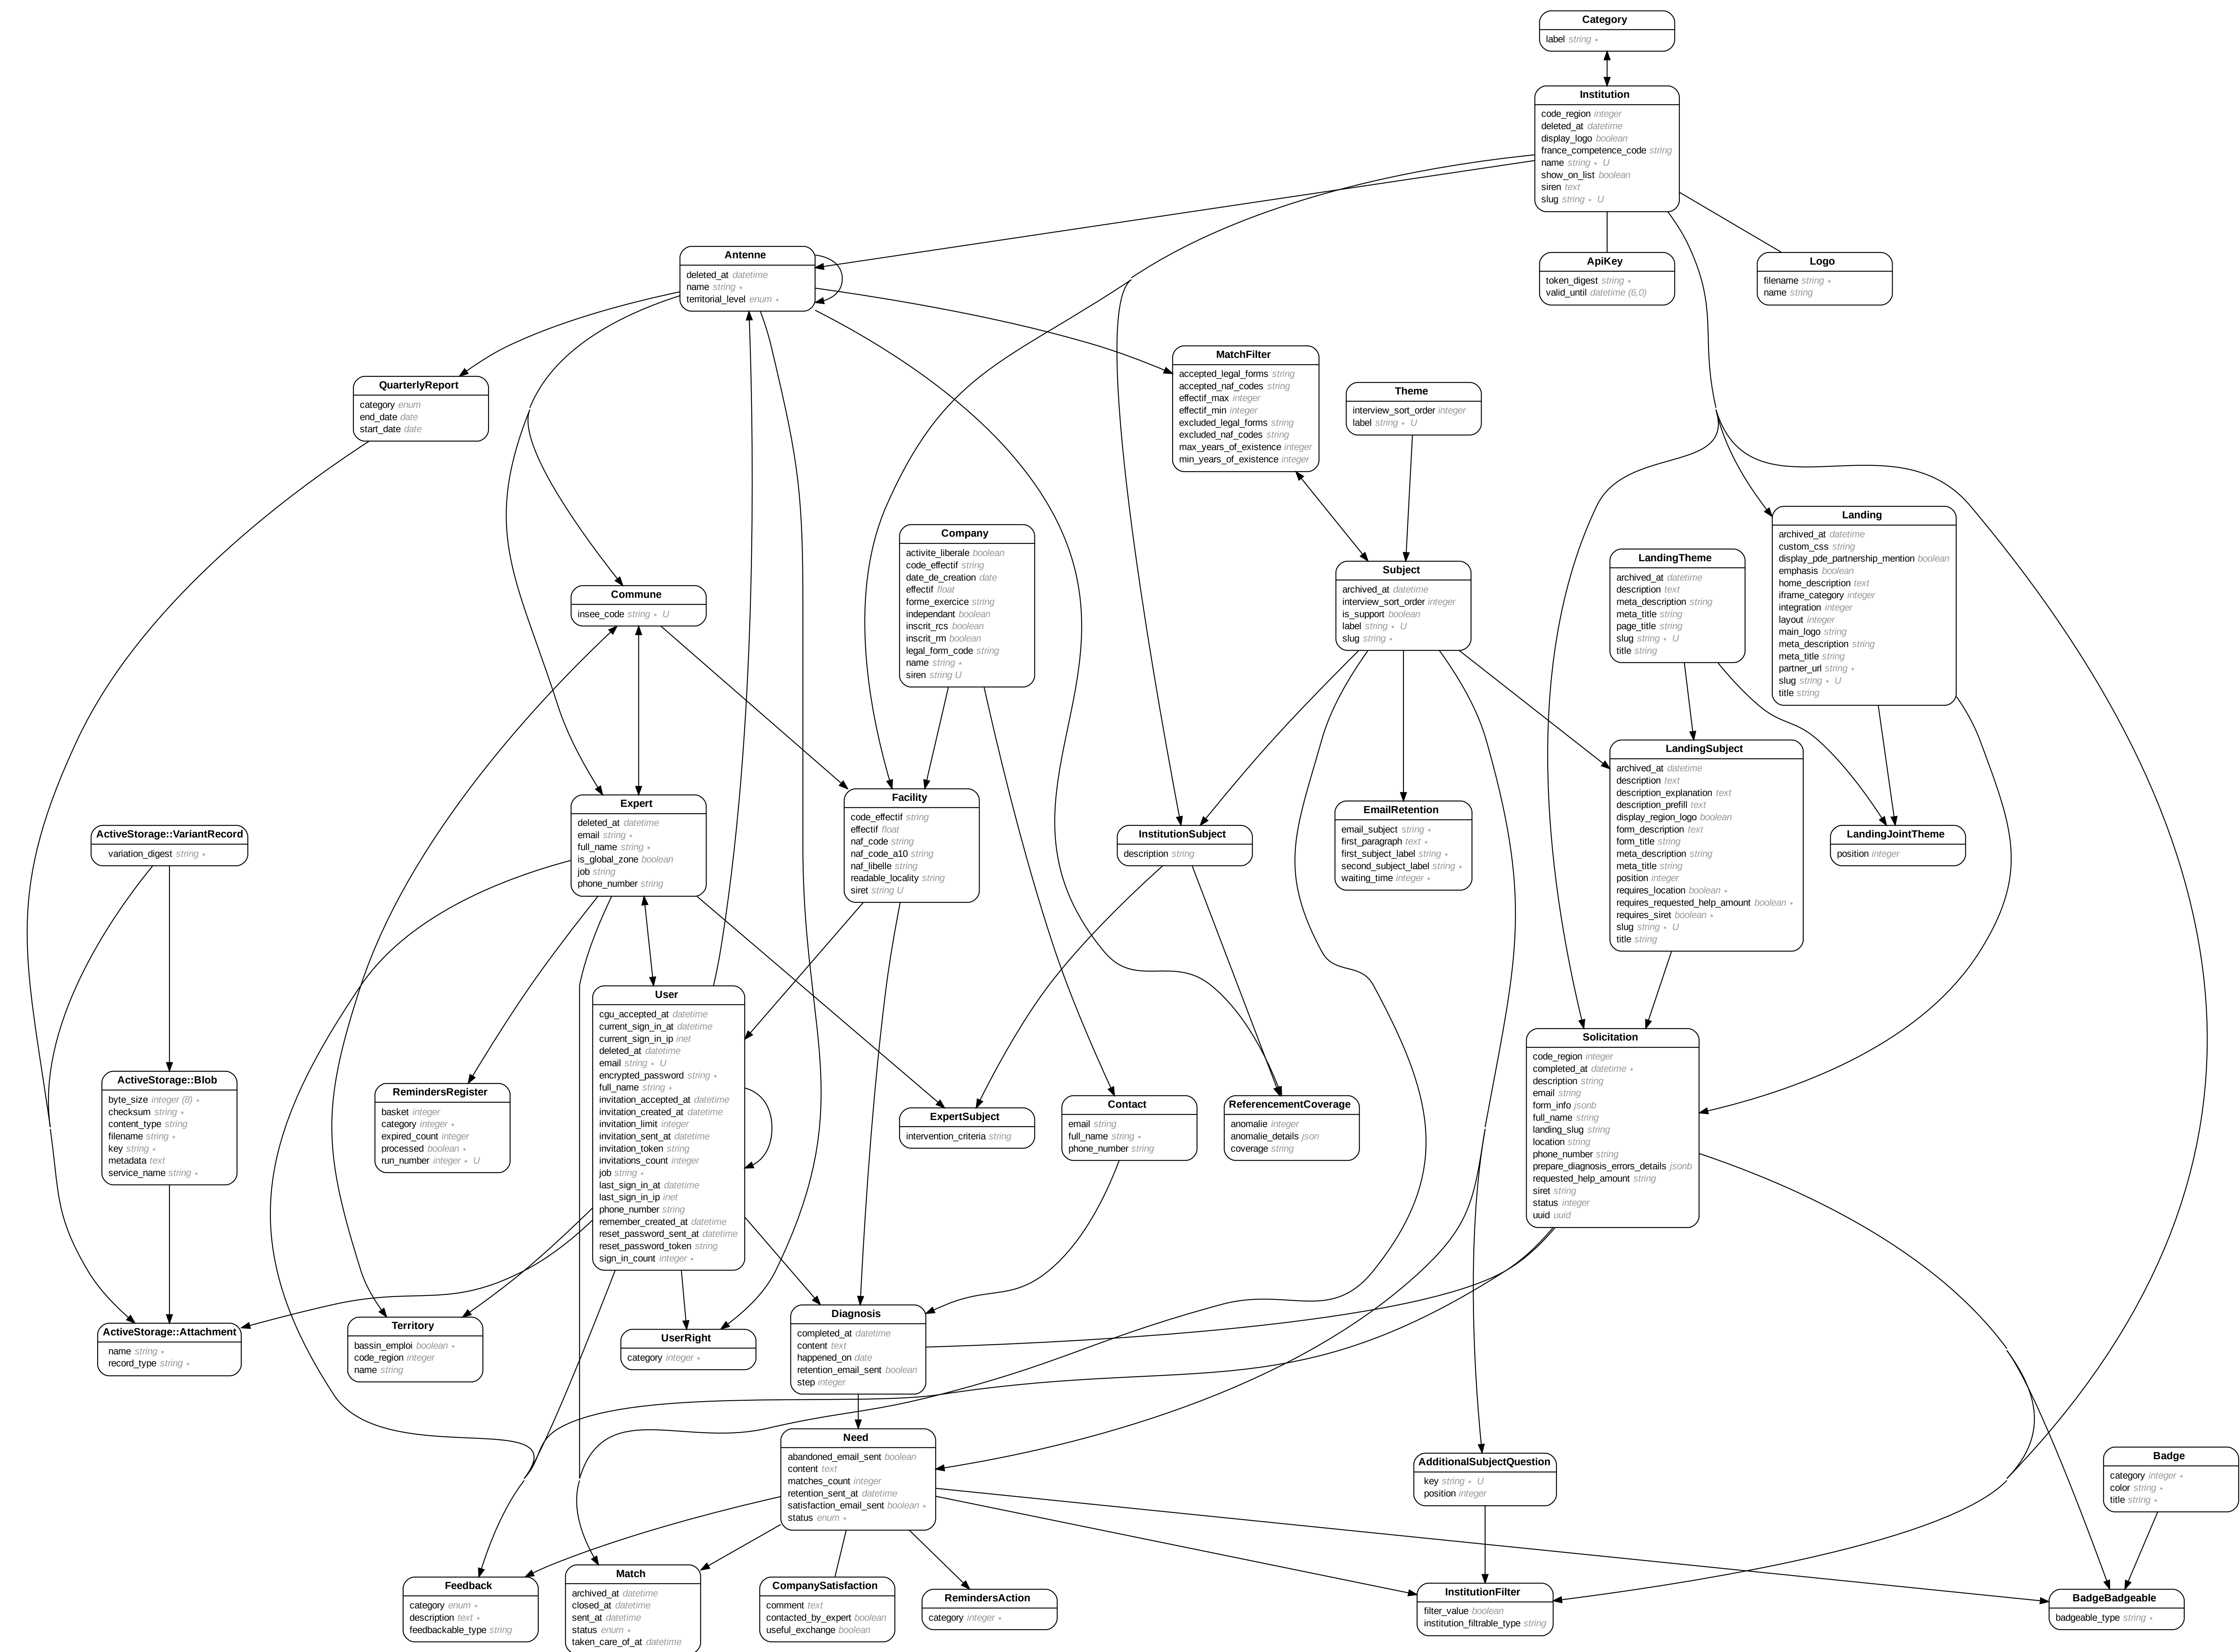 Category
label string ∗
Institution
code_region integer
deleted_at datetime
display_logo boolean
france_competence_code string
name string ∗ U
show_on_list boolean
siren text
slug string ∗ U
Antenne
deleted_at datetime
name string ∗
territorial_level enum ∗
ApiKey
token_digest string ∗
valid_until datetime (6,0)
Logo
filename string ∗
name string
QuarterlyReport
category enum
end_date date
start_date date
MatchFilter
accepted_legal_forms string
accepted_naf_codes string
effectif_max integer
effectif_min integer
excluded_legal_forms string
excluded_naf_codes string
max_years_of_existence integer
min_years_of_existence integer
Theme
interview_sort_order integer
label string ∗ U
Company
activite_liberale boolean
code_effectif string
date_de_creation date
effectif float
forme_exercice string
independant boolean
inscrit_rcs boolean
inscrit_rm boolean
legal_form_code string
name string ∗
siren string U
Commune
insee_code string ∗ U
Subject
archived_at datetime
interview_sort_order integer
is_support boolean
label string ∗ U
slug string ∗
LandingTheme
archived_at datetime
description text
meta_description string
meta_title string
page_title string
slug string ∗ U
title string
Landing
archived_at datetime
custom_css string
display_pde_partnership_mention boolean
emphasis boolean
home_description text
iframe_category integer
integration integer
layout integer
main_logo string
meta_description string
meta_title string
partner_url string ∗
slug string ∗ U
title string
LandingSubject
archived_at datetime
description text
description_explanation text
description_prefill text
display_region_logo boolean
form_description text
form_title string
meta_description string
meta_title string
position integer
requires_location boolean ∗
requires_requested_help_amount boolean ∗
requires_siret boolean ∗
slug string ∗ U
title string
Expert
deleted_at datetime
email string ∗
full_name string ∗
is_global_zone boolean
job string
phone_number string
Facility
code_effectif string
effectif float
naf_code string
naf_code_a10 string
naf_libelle string
readable_locality string
siret string U
InstitutionSubject
description string
EmailRetention
email_subject string ∗
first_paragraph text ∗
first_subject_label string ∗
second_subject_label string ∗
waiting_time integer ∗
LandingJointTheme
position integer
ActiveStorage::VariantRecord
variation_digest string ∗
User
cgu_accepted_at datetime
current_sign_in_at datetime
current_sign_in_ip inet
deleted_at datetime
email string ∗ U
encrypted_password string ∗
full_name string ∗
invitation_accepted_at datetime
invitation_created_at datetime
invitation_limit integer
invitation_sent_at datetime
invitation_token string
invitations_count integer
job string ∗
last_sign_in_at datetime
last_sign_in_ip inet
phone_number string
remember_created_at datetime
reset_password_sent_at datetime
reset_password_token string
sign_in_count integer ∗
Solicitation
code_region integer
completed_at datetime ∗
description string
email string
form_info jsonb
full_name string
landing_slug string
location string
phone_number string
prepare_diagnosis_errors_details jsonb
requested_help_amount string
siret string
status integer
uuid uuid
ActiveStorage::Blob
byte_size integer (8) ∗
checksum string ∗
content_type string
filename string ∗
key string ∗
metadata text
service_name string ∗
RemindersRegister
basket integer
category integer ∗
expired_count integer
processed boolean ∗
run_number integer ∗ U
ExpertSubject
intervention_criteria string
Contact
email string
full_name string ∗
phone_number string
ReferencementCoverage
anomalie integer
anomalie_details json
coverage string
ActiveStorage::Attachment
name string ∗
record_type string ∗
Territory
bassin_emploi boolean ∗
code_region integer
name string
UserRight
category integer ∗
Diagnosis
completed_at datetime
content text
happened_on date
retention_email_sent boolean
step integer
Need
abandoned_email_sent boolean
content text
matches_count integer
retention_sent_at datetime
satisfaction_email_sent boolean ∗
status enum ∗
AdditionalSubjectQuestion
key string ∗ U
position integer
Badge
category integer ∗
color string ∗
title string ∗
Feedback
category enum ∗
description text ∗
feedbackable_type string
Match
archived_at datetime
closed_at datetime
sent_at datetime
status enum ∗
taken_care_of_at datetime
CompanySatisfaction
comment text
contacted_by_expert boolean
useful_exchange boolean
RemindersAction
category integer ∗
InstitutionFilter
filter_value boolean
institution_filtrable_type string
BadgeBadgeable
badgeable_type string ∗